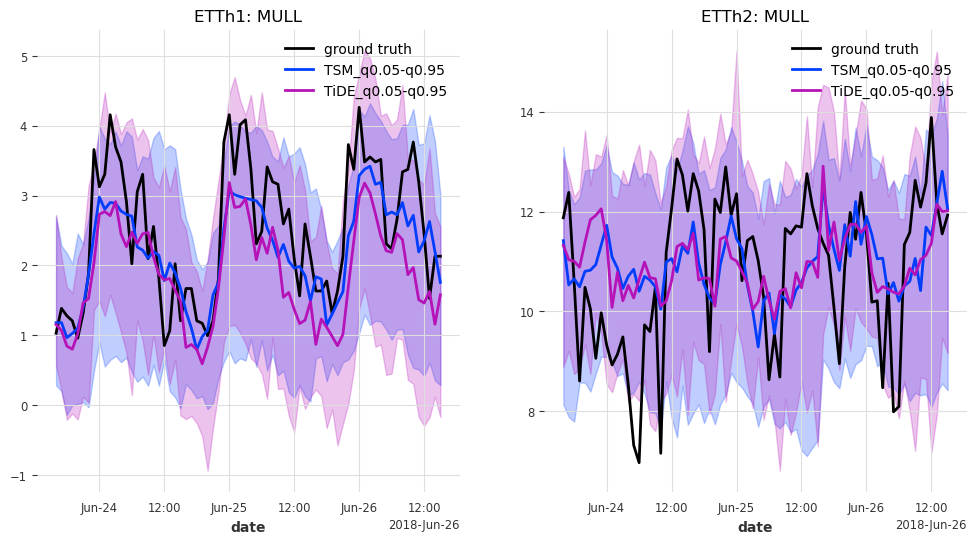 ETTh1: MULL
ground truth
TSM_q0.05-q0.95
TiDE_q0.05-q0.95
5
4
3
2
1
0
−1
Jun-24
12:00
Jun-25
12:00
Jun-26
12:00
2018-Jun-26
date
ETTh2: MULL
ground truth
TSM_q0.05-q0.95
TiDE_q0.05-q0.95
14
12
10
8
Jun-24
12:00
Jun-25
12:00
Jun-26
12:00
2018-Jun-26
date